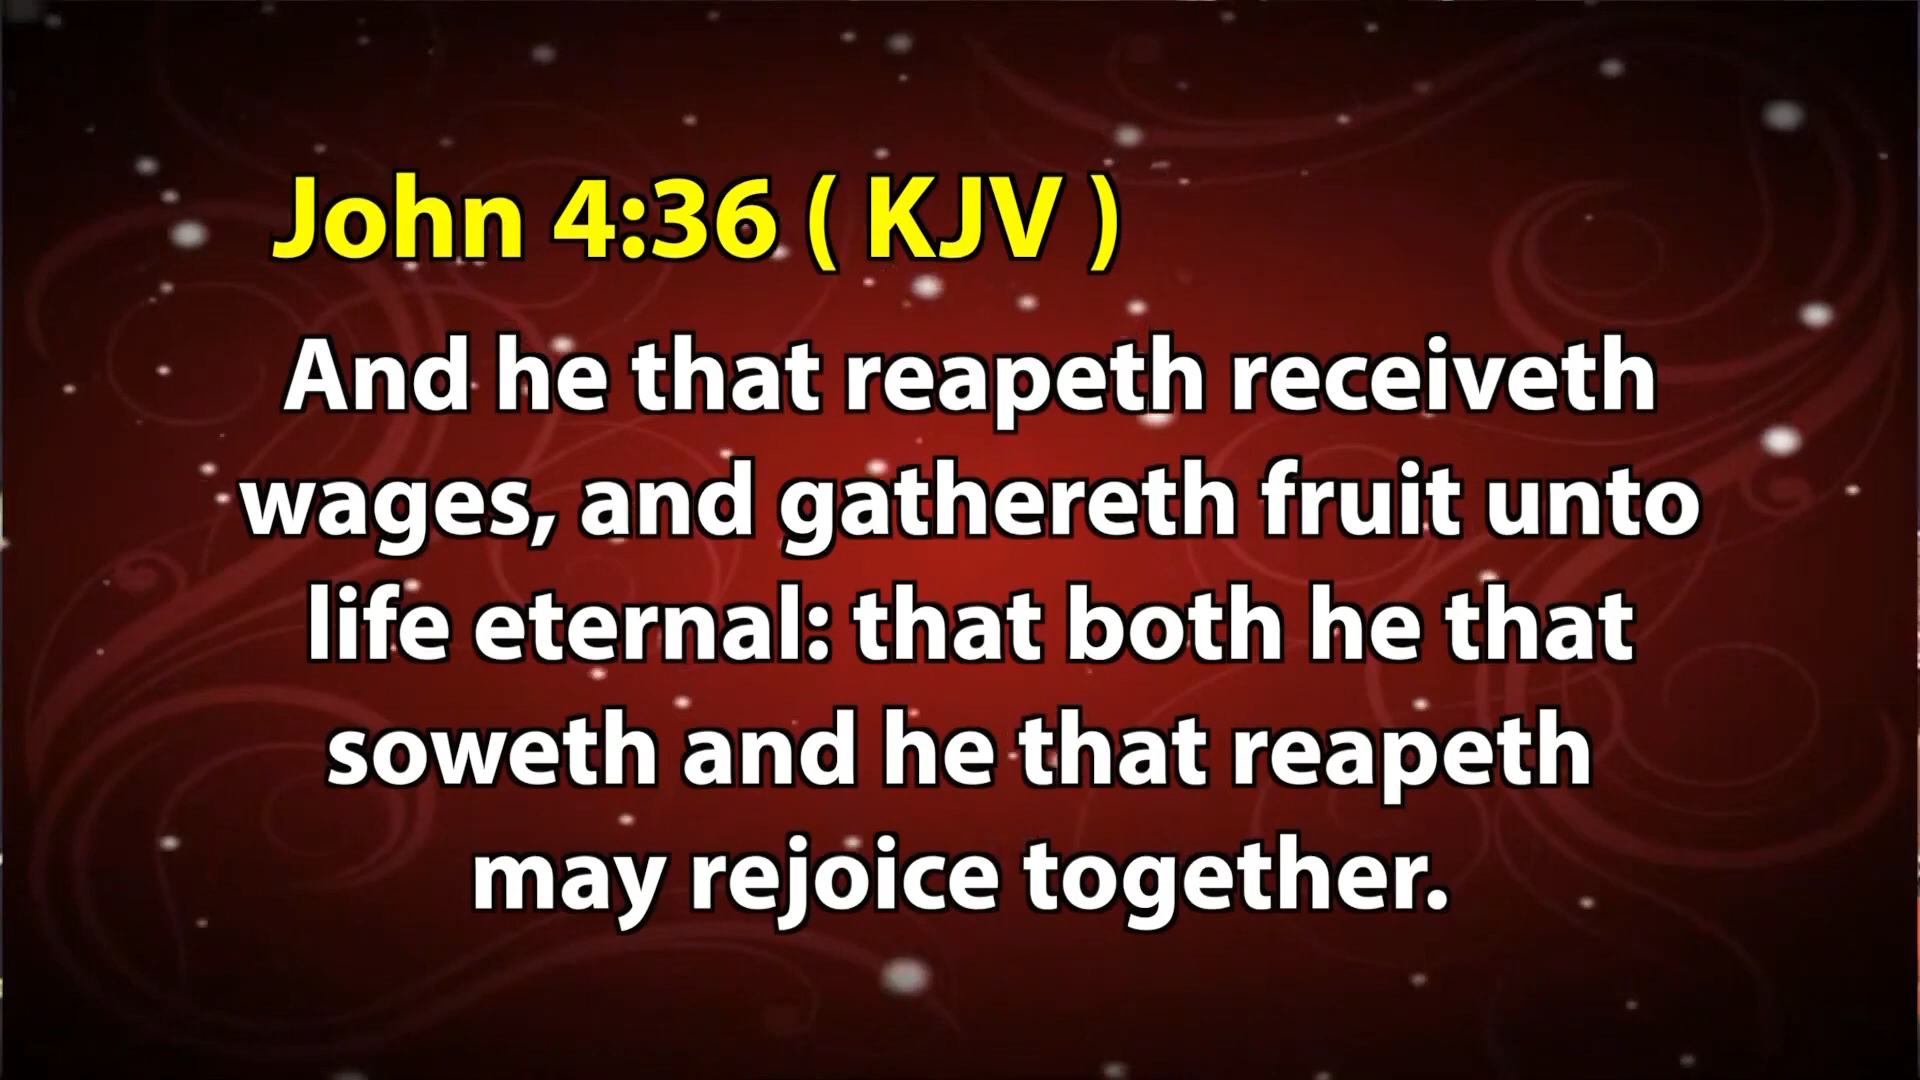 John 4:36 ( KJV )
And he that reapeth receiveth
wages, and gathereth fruit unto
life eternal: that both he that
soweth and he that reapeth
may rejoice together.